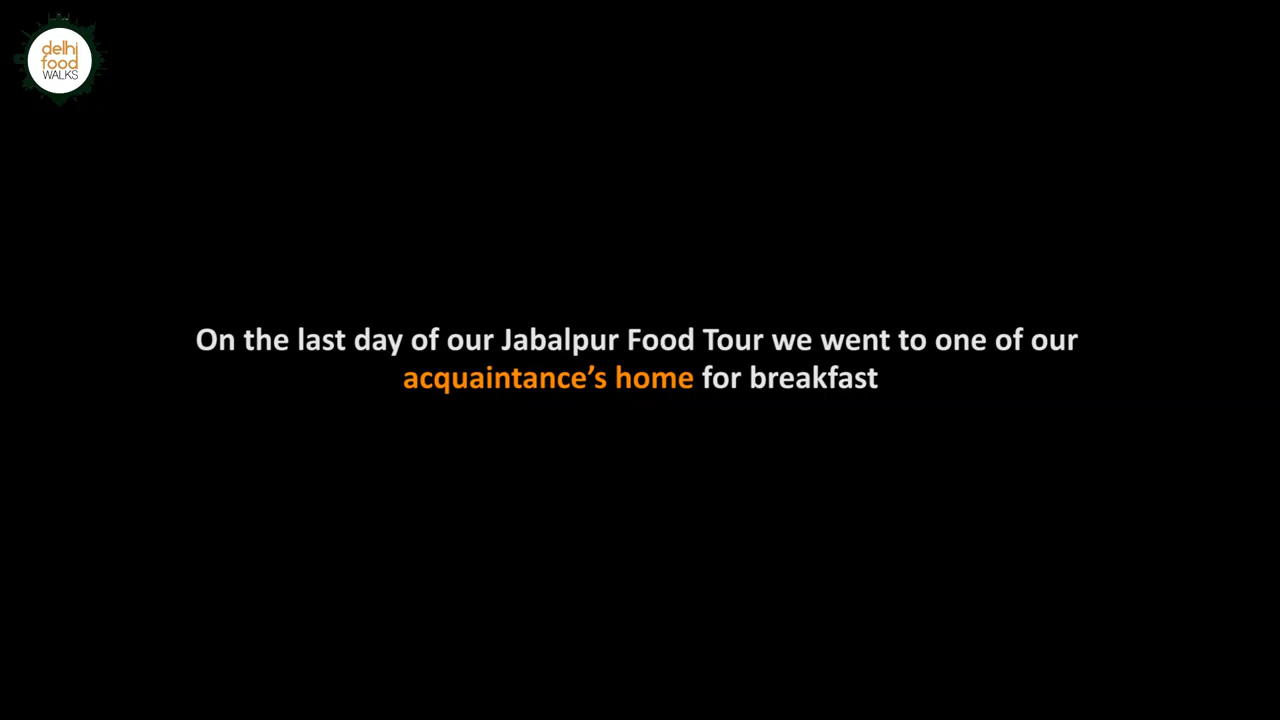 delhi
food
WALKS
On the last day of our Jabalpur Food Tour we went to one of our
acquaintance’s home for breakfast